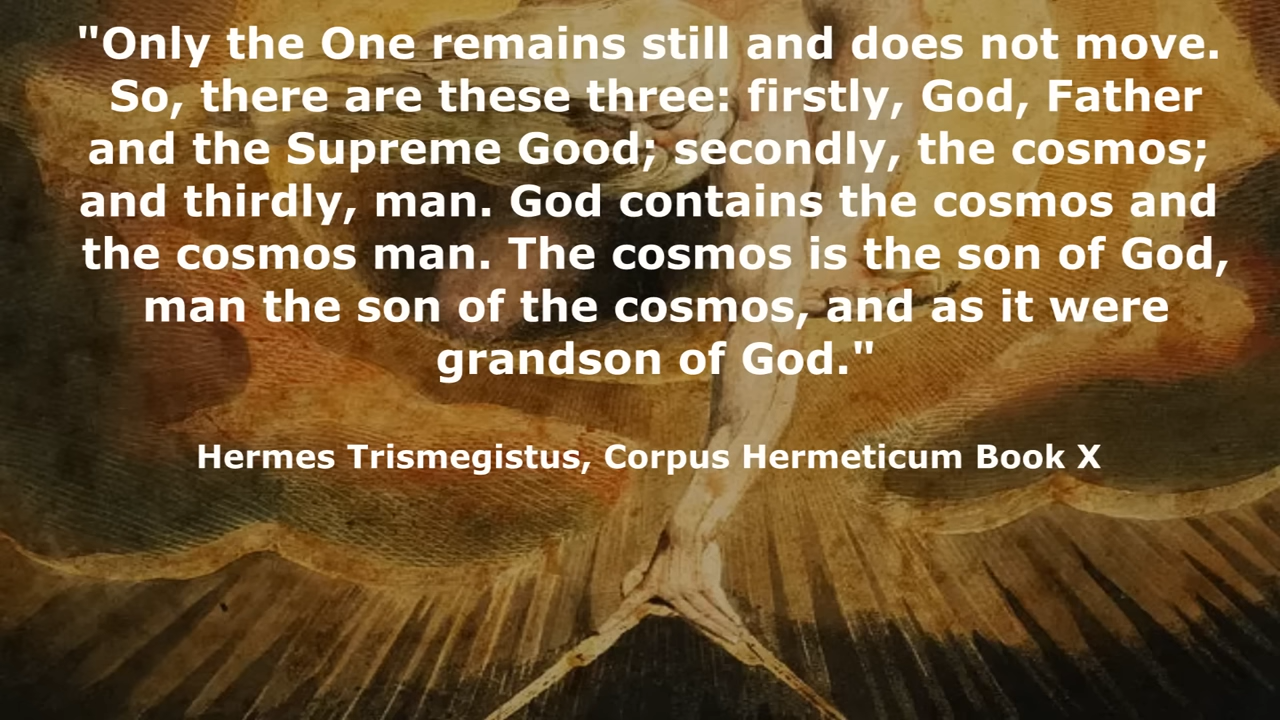 "Only the One remains still and does not move.
So, there are these three: firstly, God, Father
and the Supreme Good; secondly, the cosmos;
and thirdly, man. God contains the cosmos and
the cosmos man. The cosmos is the son of God,
man the son of the cosmos, and as it were
grandson of God."
Hermes Trismegistus, Corpus Hermeticum Book X